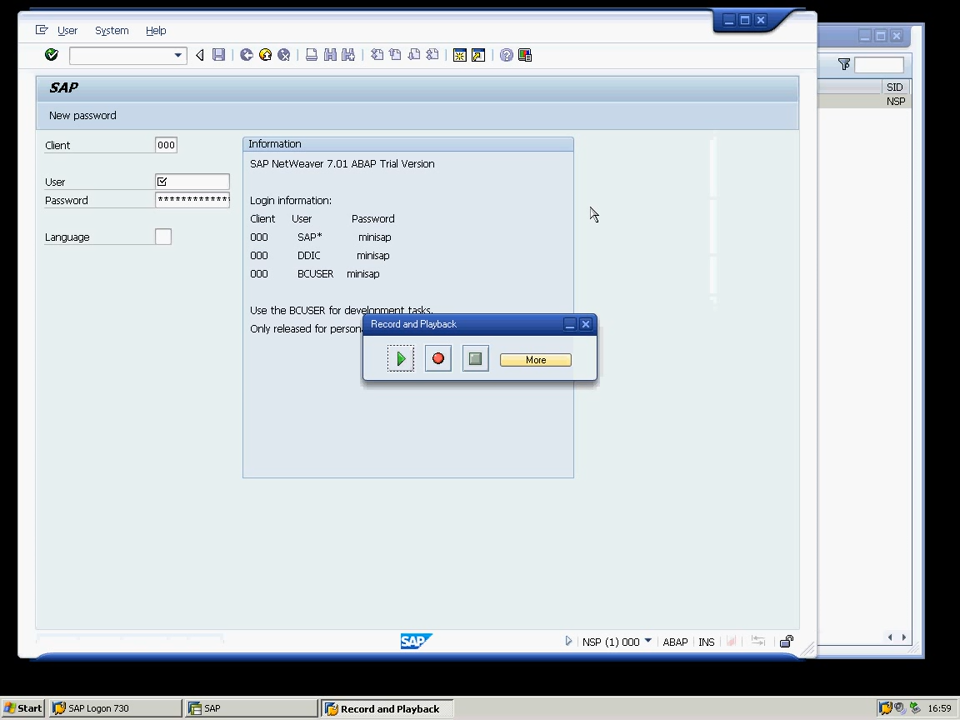 User System Help
SID
SAP
NSP
New password
Client 000
Information
SAP NetWeaver 7.01 ABAP Trial Version
User
Password ************
Login information:
Client User Password
Language
000 SAP* minisap
000 DDIC minisap
000 BCUSER minisap
Use the BCUSER for development tasks.
Only released for persona
Record and Playback
More
SAP
NSP (1) 000 ABAP INS
Start SAP Logon 730 SAP Record and Playback 16:59